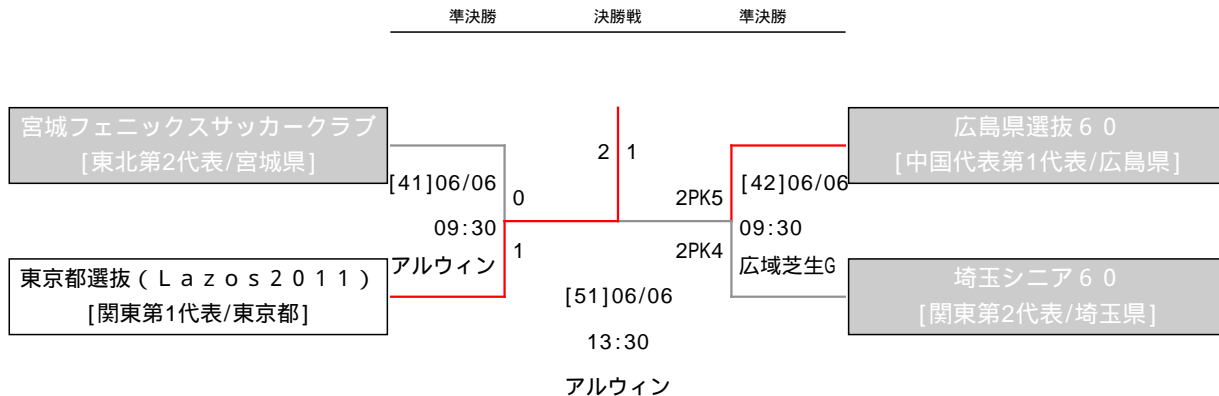 準決勝 決勝戦 準決勝
宮城フェニックスサッカークラブ
[東北第2代表/宮城県]
広島県選抜６０
[中国代表第1代表/広島県]
2 1
[41]06/06
0
2PK5
[42]06/06
09:30
1
2PK4
09:30
アルウィン
広域芝生G
東京都選抜（Ｌａｚｏｓ２０１１）
[関東第1代表/東京都]
埼玉シニア６０
[関東第2代表/埼玉県]
[51]06/06
13:30
アルウィン